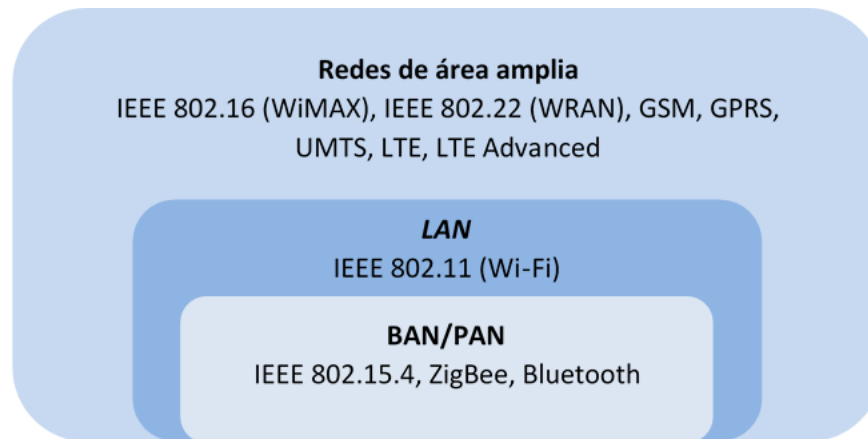 Redes de área amplia
IEEE 802.16 (WiMAX), IEEE 802.22 (WRAN), GSM, GPRS,
UMTS, LTE, LTE Advanced
LAN
IEEE 802.11 (Wi-Fi)
BAN/PAN
IEEE 802.15.4, ZigBee, Bluetooth